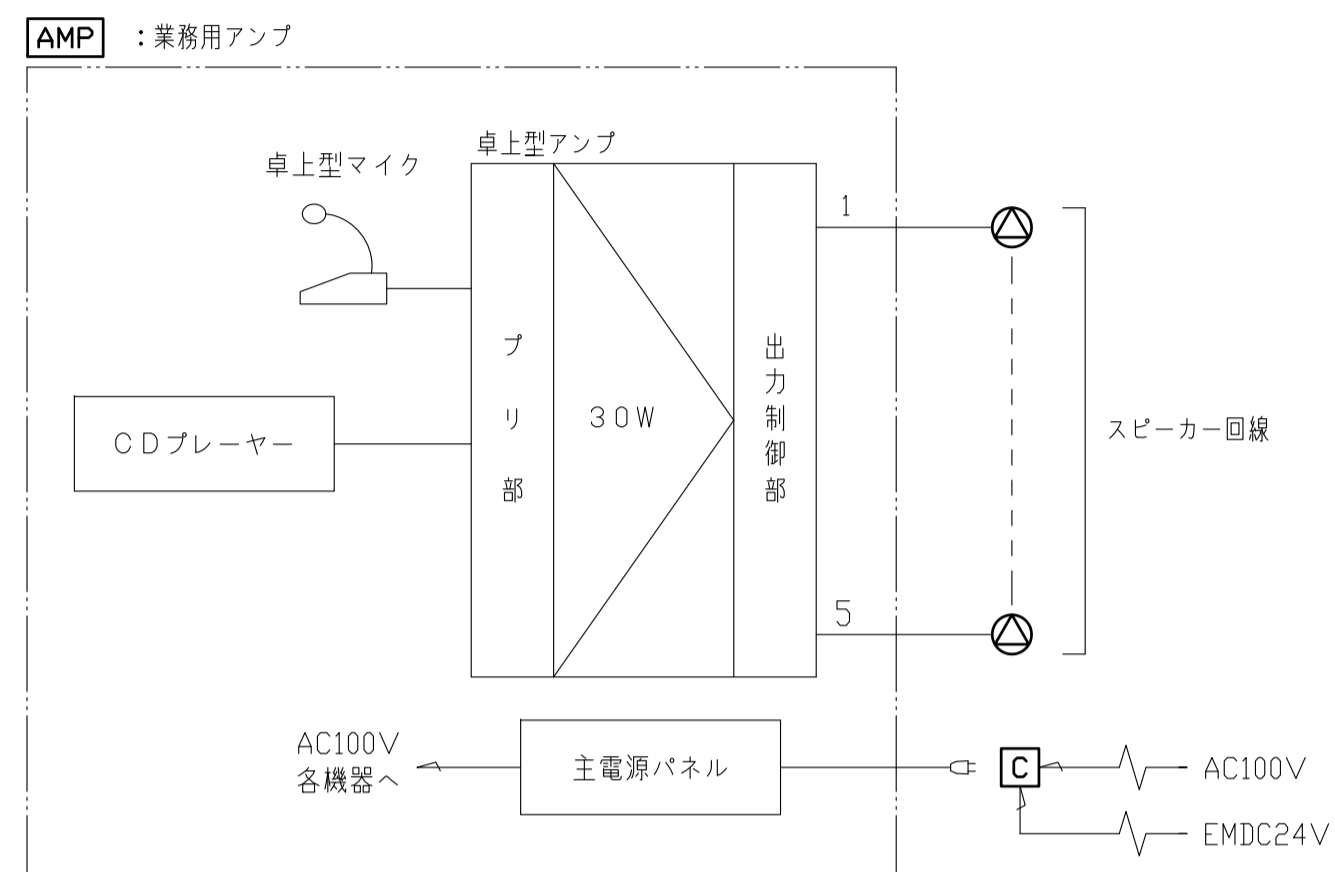 AMP ：業務用アンプ
卓上型アンプ
卓上型マイク
1
プリ部
30W
出力制御部
CDプレーヤー
スピーカー回線
5
AC100V
各機器へ
主電源パネル
C
AC100V
EMDC24V